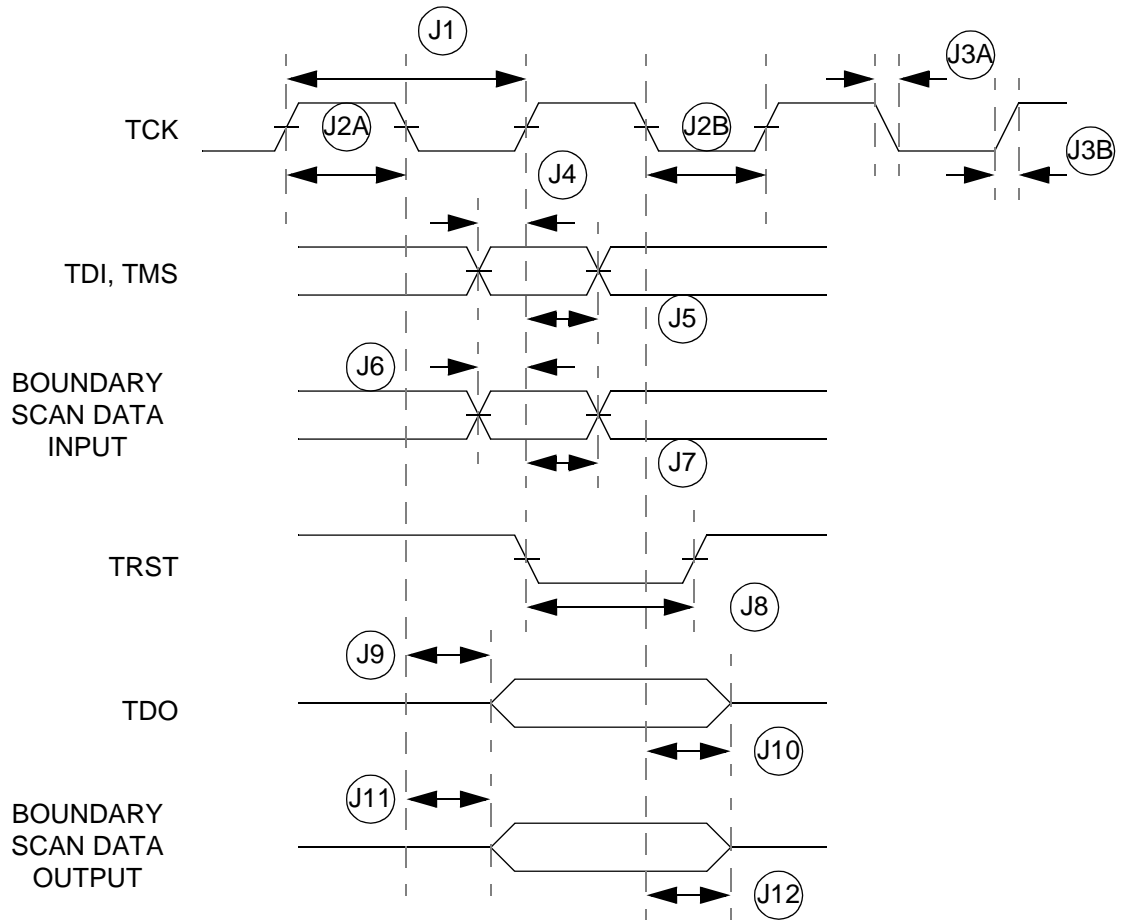 J1
J3A
TCK
J2A
J2B
J3B
J4
TDI, TMS
J5
J6
BOUNDARY
SCAN DATA
INPUT
J7
TRST
J8
J9
TDO
J10
J11
BOUNDARY
SCAN DATA
OUTPUT
J12